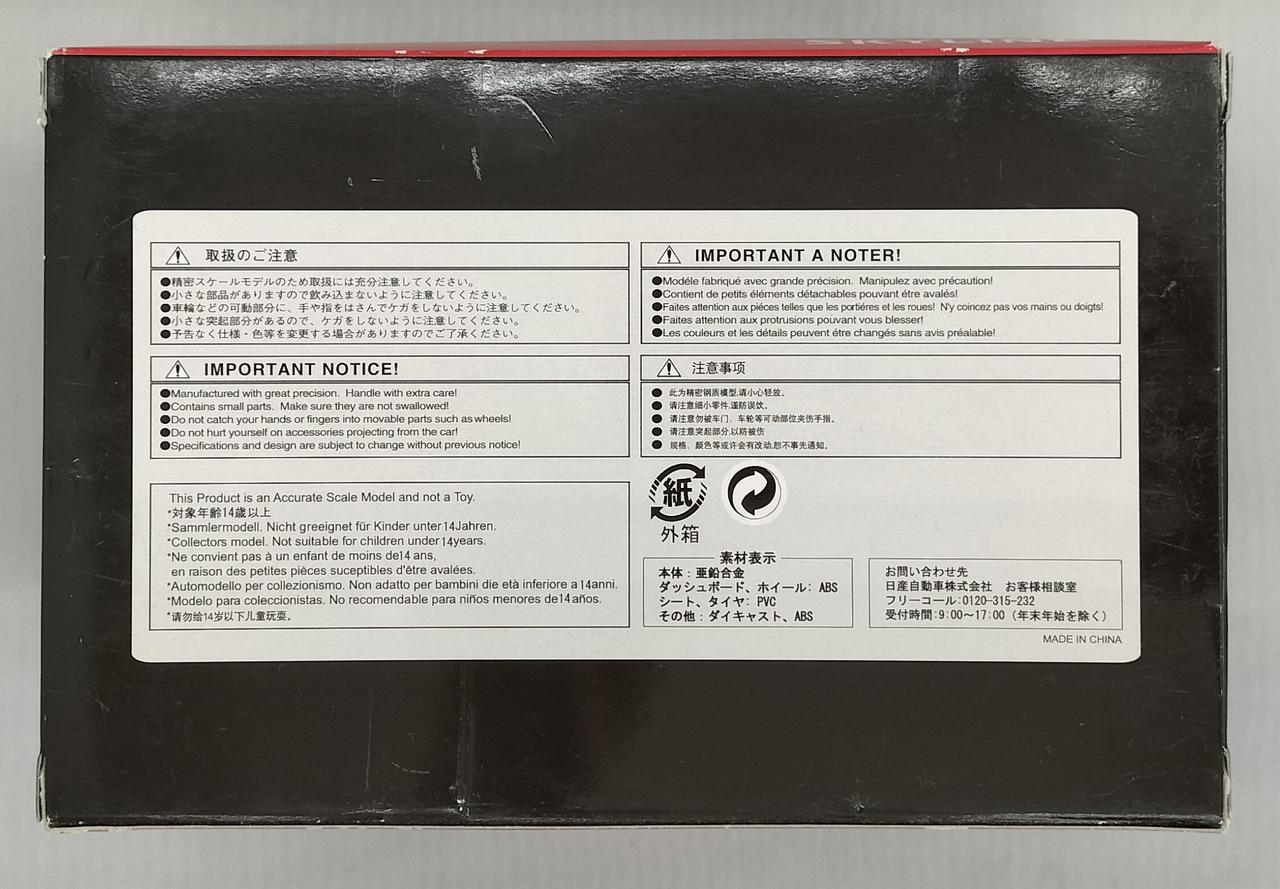 取扱のご注意
●精密スケールモデルのため取扱には充分注意してください。
●小さな部品がありますので飲み込まないように注意してください。
●車輪などの可動部分に、手や指をはさんでケガをしないように注意してください。
●小さな突起部分があるので、ケガをしないように注意してください。
●予告なく仕様・色等を変更する場合がありますのでご了承ください。
IMPORTANT A NOTER!
●Modéle fabriqué avec grande précision. Manipulez avec précaution!
●Contient de petits éléments détachables pouvant étre avalés!
●Faites attention aux piéces telles que les portiéres et les roues! N'y coincez pas vos mains ou doigts!
●Faites attention aux protrusions pouvant vous blesser!
●Les couleurs et les détails peuvent étre changés sans avis préalable!
IMPORTANT NOTICE!
●Manufactured with great precision. Handle with extra care!
●Contains small parts. Make sure they are not swallowed!
●Do not catch your hands or fingers into movable parts such as wheels!
●Do not hurt yourself on accessories projecting from the car!
●Specifications and design are subject to change without previous notice!
注意事项
● 此为精密钢质模型,请小心轻放。
● 请注意细小零件,谨防误饮。
● 请注意勿被车门、车轮等可动部位夹伤手指。
● 请注意突起部分,以防被伤
● 规格、颜色等或许会有改动,恕不事先通知。
This Product is an Accurate Scale Model and not a Toy.
*対象年齢14歳以上
*Sammlermodell. Nicht greeignet für Kinder unter 14Jahren.
*Collectors model. Not suitable for children under 14years.
*Ne convient pas à un enfant de moins de14 ans,
en raison des petites pièces suceptibles d'être avalées.
*Automodello per collezionismo. Non adatto per bambini die età inferiore a 14anni.
*Modelo para coleccionistas. No recomendable para niños menores de14años.
*请勿给14岁以下儿童玩耍。
紙
外箱
素材表示
本体：亜鉛合金
ダッシュボード、ホイール：ABS
シート、タイヤ：PVC
その他：ダイキャスト、ABS
お問い合わせ先
日産自動車株式会社 お客様相談室
フリーコール:0120-315-232
受付時間:9:00～17:00（年末年始を除く）
MADE IN CHINA